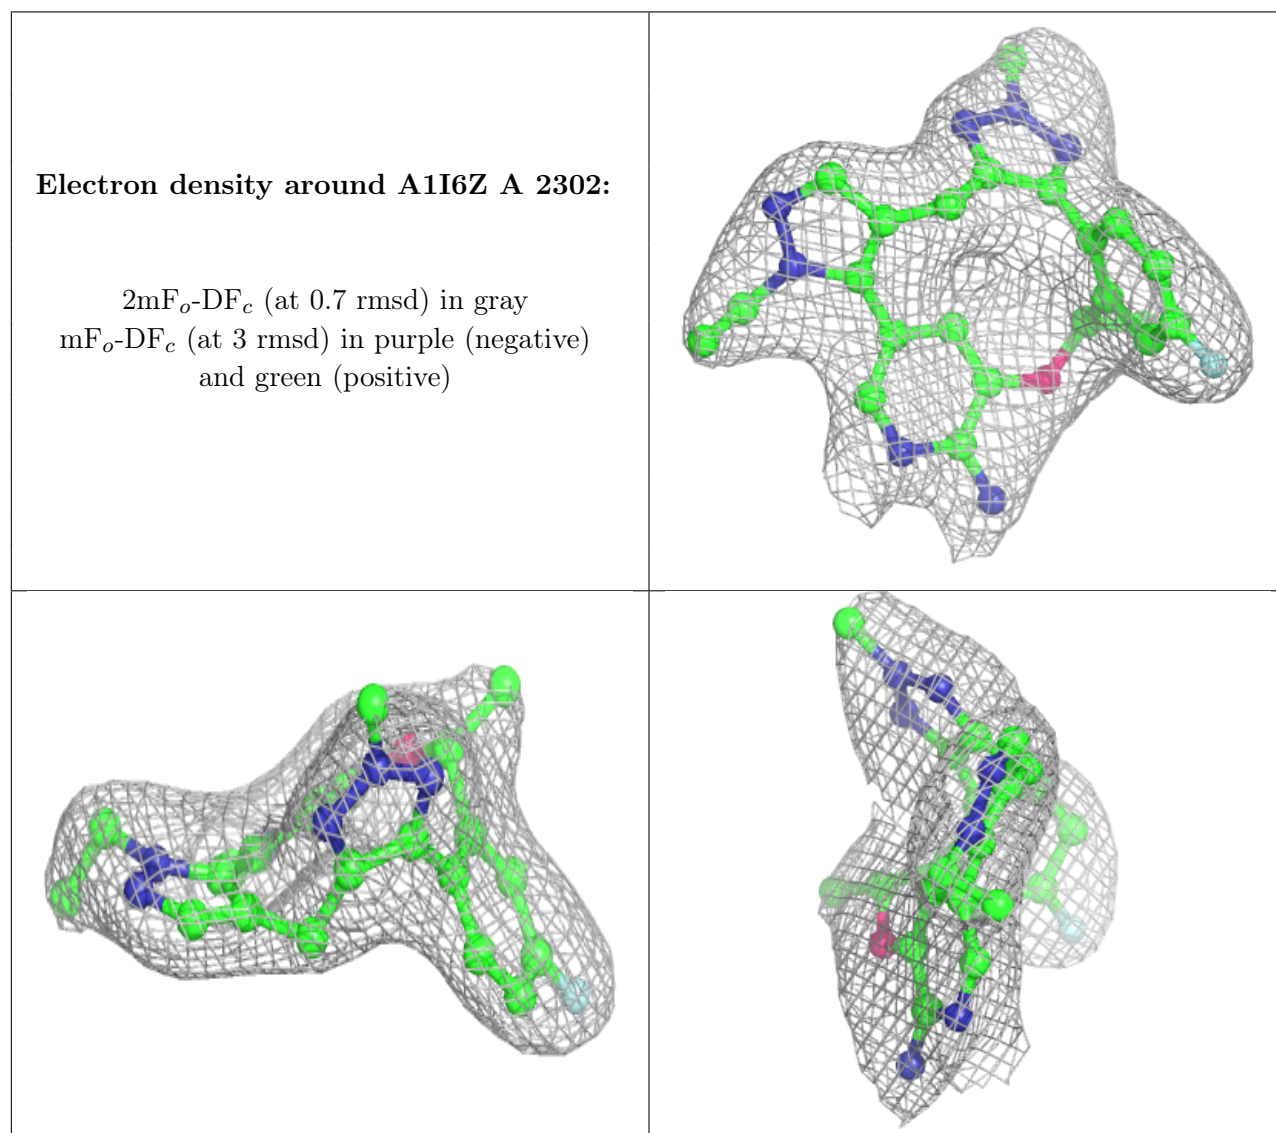 Electron density around A1I6Z A 2302:
2mFo-DFc (at 0.7 rmsd) in gray
mFo-DFc (at 3 rmsd) in purple (negative)
and green (positive)